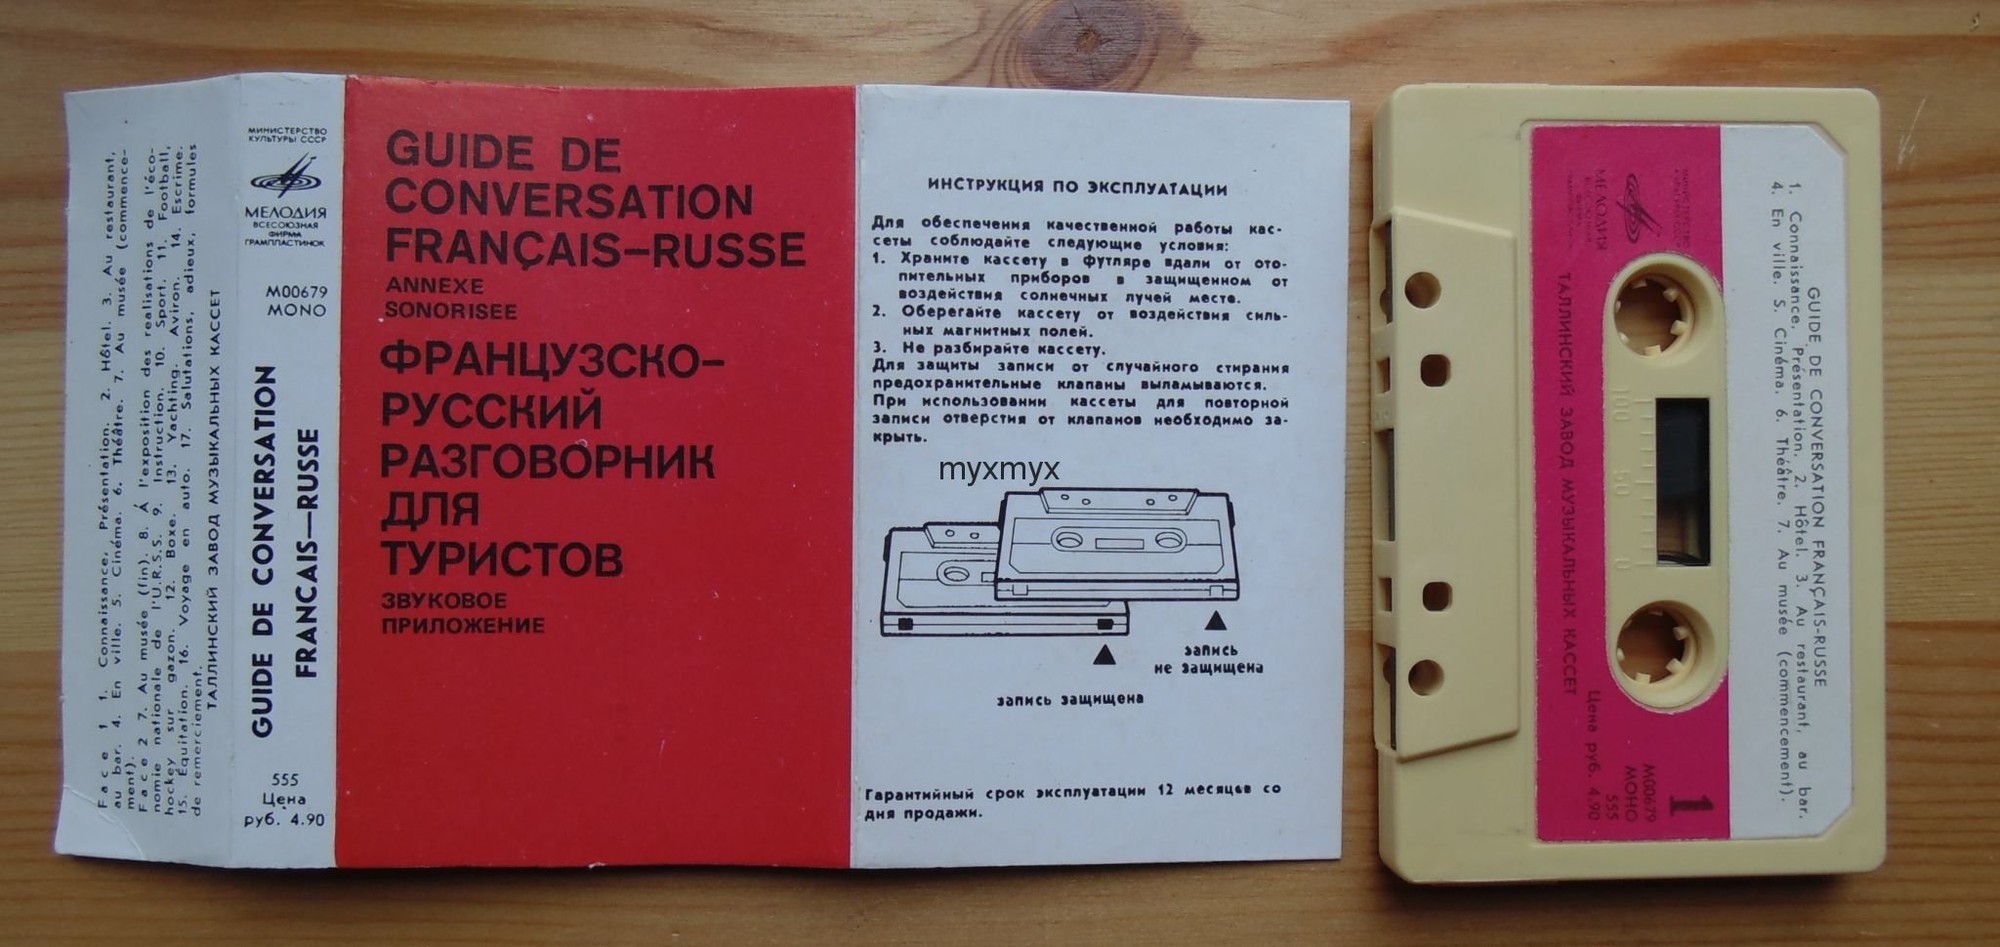 Face 1 1. Connaissance, Présentation. 2. Hôtel. 3. Au restaurant,
au bar. 4. En ville. 5. Cinéma. 6. Théâtre. 7. Au musée (commence-
ment).
Face 2 7. Au musée (fin). 8. À l'exposition des realisations de l'éco-
nomie nationale de l'U.R.S.S. 9. Instruction. 10. Sport. 11. Football,
hockey sur gazon. 12. Boxe. 13. Yachting. Aviron. 14. Escrime.
15. Équitation. 16. Voyage en auto. 17. Salutations, adieux, formules
de remerciement.
ТАЛЛИНСКИЙ ЗАВОД МУЗЫКАЛЬНЫХ КАССЕТ
МИНИСТЕРСТВО
КУЛЬТУРЫ СССР
МЕЛОДИЯ
ВСЕСОЮЗНАЯ
ФИРМА
ГРАМПЛАСТИНОК
М00679
МОNО
GUIDE DE CONVERSATION
FRANCAIS—RUSSE
555
Цена
руб. 4.90
GUIDE DE
CONVERSATION
FRANÇAIS—RUSSE
ANNEXE
SONORISEE
ФРАНЦУЗСКО-
РУССКИЙ
РАЗГОВОРНИК
ДЛЯ
ТУРИСТОВ
ЗВУКОВОЕ
ПРИЛОЖЕНИЕ
ИНСТРУКЦИЯ ПО ЭКСПЛУАТАЦИИ
Для обеспечения качественной работы кас-
сеты соблюдайте следующие условия:
1. Храните кассету в футляре вдали от ото-
пительных приборов в защищенном от
воздействия солнечных лучей месте.
2. Оберегайте кассету от воздействия силь-
ных магнитных полей.
3. Не разбирайте кассету.
Для защиты записи от случайного стирания
предохранительные клапаны выламываются.
При использовании кассеты для повторной
записи отверстия от клапанов необходимо за-
крыть.
myxmyx
запись
не защищена
запись защищена
Гарантийный срок эксплуатации 12 месяцев со
дня продажи.
GUIDE DE CONVERSATION FRANÇAIS-RUSSE
1. Connaissance, Présentation. 2. Hôtel. 3. Au restaurant, au bar.
4. En ville. 5. Cinéma. 6. Théâtre. 7. Au musée (commencement).
МЕЛОДИЯ
100 50 0
1
М00679
МОНО
555
Цена руб. 4.90
ТАЛЛИНСКИЙ ЗАВОД МУЗЫКАЛЬНЫХ КАССЕТ